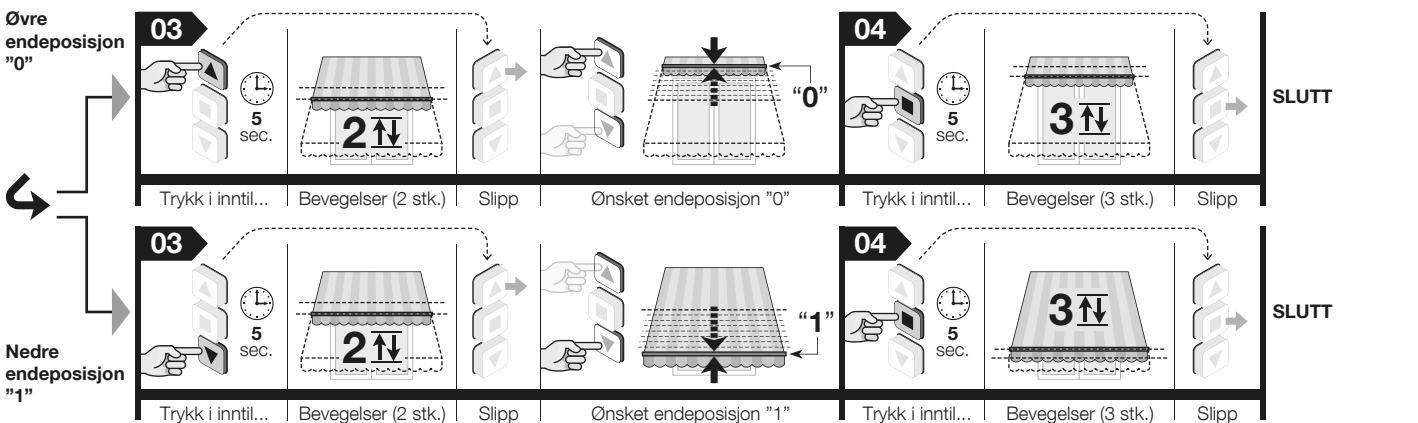 Øvre
endeposisjon
”0”
03
5
sec.
2
“0”
04
5
sec.
3
SLUTT
Trykk i inntil...
Bevegelser (2 stk.)
Slipp
Ønsket endeposisjon ”0”
Trykk i inntil...
Bevegelser (3 stk.)
Slipp
Nedre
endeposisjon
”1”
03
5
sec.
2
“1”
04
5
sec.
3
SLUTT
Trykk i inntil...
Bevegelser (2 stk.)
Slipp
Ønsket endeposisjon ”1”
Trykk i inntil...
Bevegelser (3 stk.)
Slipp